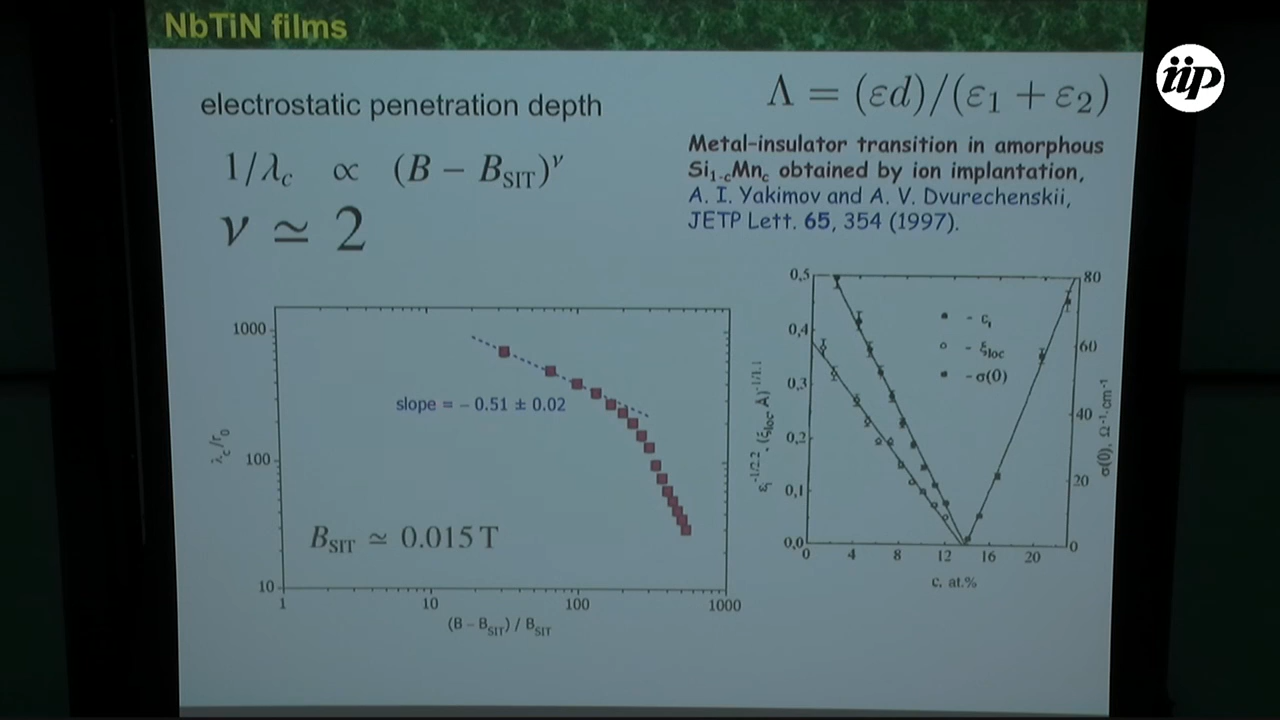 NbTiN films
iip
electrostatic penetration depth
1/λ_c ∝ (B − B_SIT)^ν
ν ≃ 2
Λ = (εd)/(ε₁ + ε₂)
Metal-insulator transition in amorphous
Si₁₋cMn_c obtained by ion implantation,
A. I. Yakimov and A. V. Dvurechenskii,
JETP Lett. 65, 354 (1997).
1000
100
10
λ_c/r₀
slope = − 0.51 ± 0.02
B_SIT ≃ 0.015 T
1 10 100 1000
(B − B_SIT) / B_SIT
0,5
0,4
0,3
0,2
0,1
0,0
- ξ_loc
- σ(0)
80
60
40
20
0
σ(0), Ω⁻¹·cm⁻¹
0 4 8 12 16 20
c. at.%